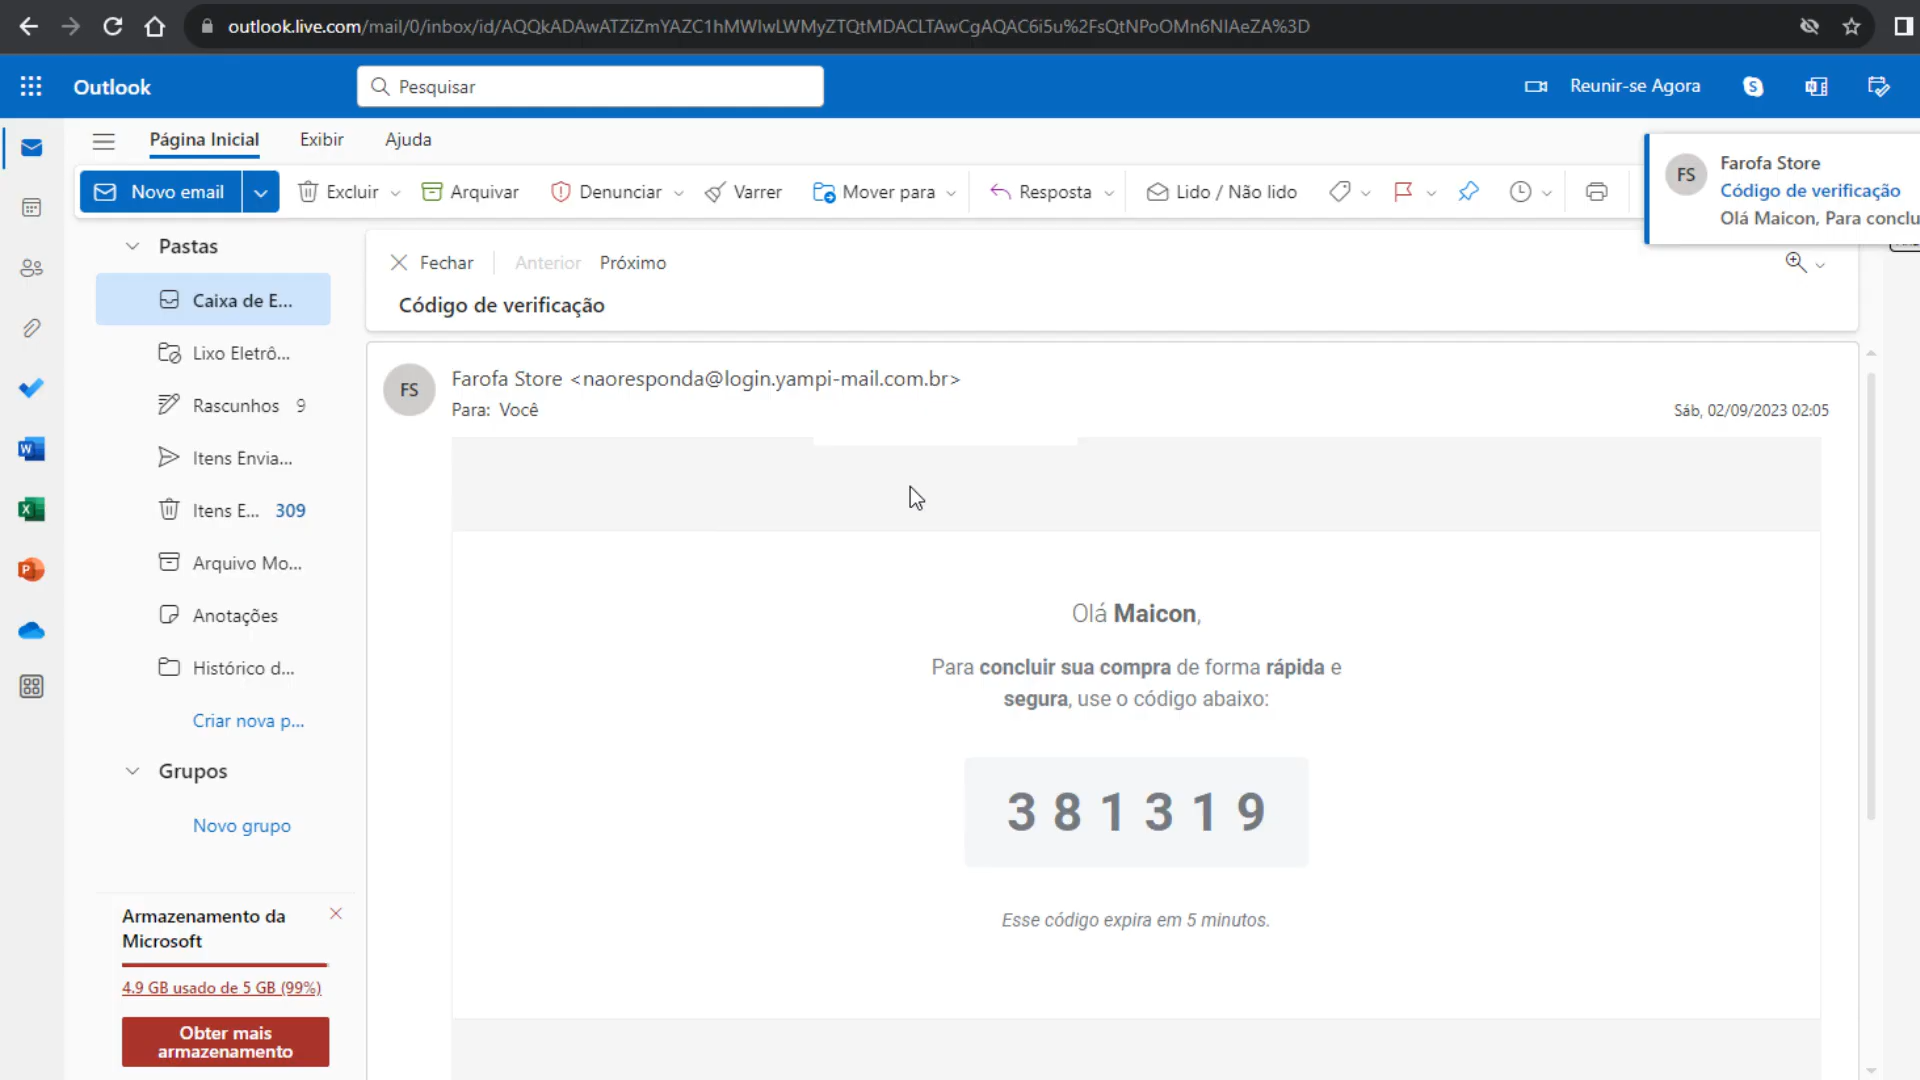 outlook.live.com/mail/0/inbox/id/AQQkADAwATZiZmYAZC1hMWIwLWMyZTQtMDACLTAwCgAQAC6i5u%2FsQtNPoOMn6NlAeZA%3D
Outlook
Pesquisar
Reunir-se Agora
Página Inicial
Exibir
Ajuda
Novo email
Excluir
Arquivar
Denunciar
Varrer
Mover para
Resposta
Lido / Não lido
FS
Farofa Store
Código de verificação
Olá Maicon, Para conclu
Pastas
Caixa de E...
Lixo Eletrô...
Rascunhos 9
Itens Envia...
Itens E... 309
Arquivo Mo...
Anotações
Histórico d...
Criar nova p...
Grupos
Novo grupo
Armazenamento da
Microsoft
4.9 GB usado de 5 GB (99%)
Obter mais
armazenamento
Fechar
Anterior
Próximo
Código de verificação
FS
Farofa Store <naoresponda@login.yampi-mail.com.br>
Para: Você
Sáb, 02/09/2023 02:05
Olá Maicon,
Para concluir sua compra de forma rápida e
segura, use o código abaixo:
381319
Esse código expira em 5 minutos.